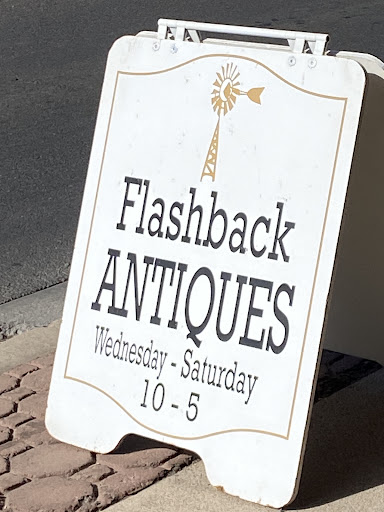 Flashback
ANTIQUES
Wednesday - Saturday
10 - 5